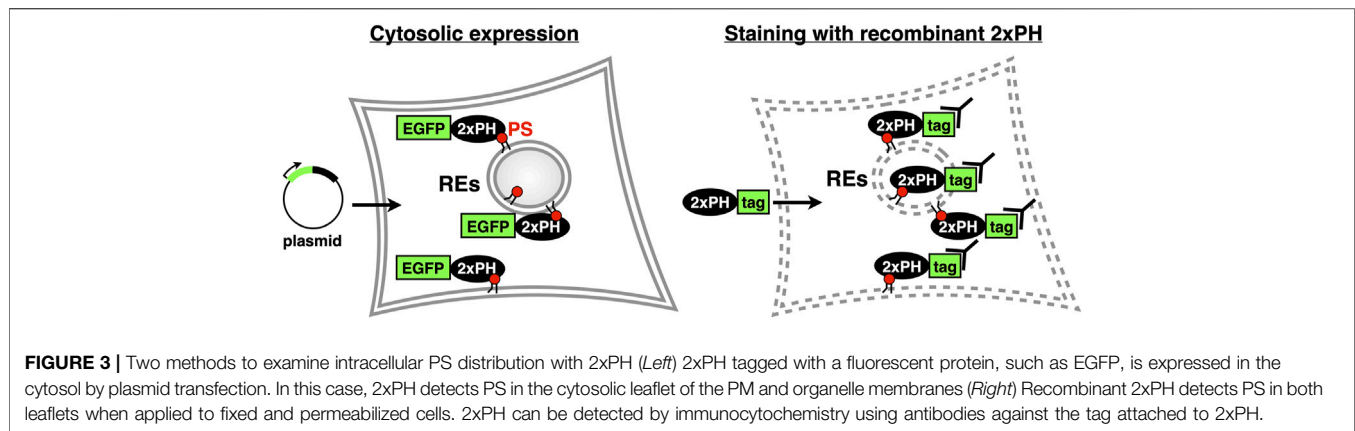 Cytosolic expression
Staining with recombinant 2xPH
EGFP 2xPH PS
REs
EGFP 2xPH
EGFP 2xPH
plasmid
2xPH tag
REs
2xPH tag
2xPH tag
2xPH tag
2xPH tag
FIGURE 3 | Two methods to examine intracellular PS distribution with 2xPH (Left) 2xPH tagged with a fluorescent protein, such as EGFP, is expressed in the
cytosol by plasmid transfection. In this case, 2xPH detects PS in the cytosolic leaflet of the PM and organelle membranes (Right) Recombinant 2xPH detects PS in both
leaflets when applied to fixed and permeabilized cells. 2xPH can be detected by immunocytochemistry using antibodies against the tag attached to 2xPH.